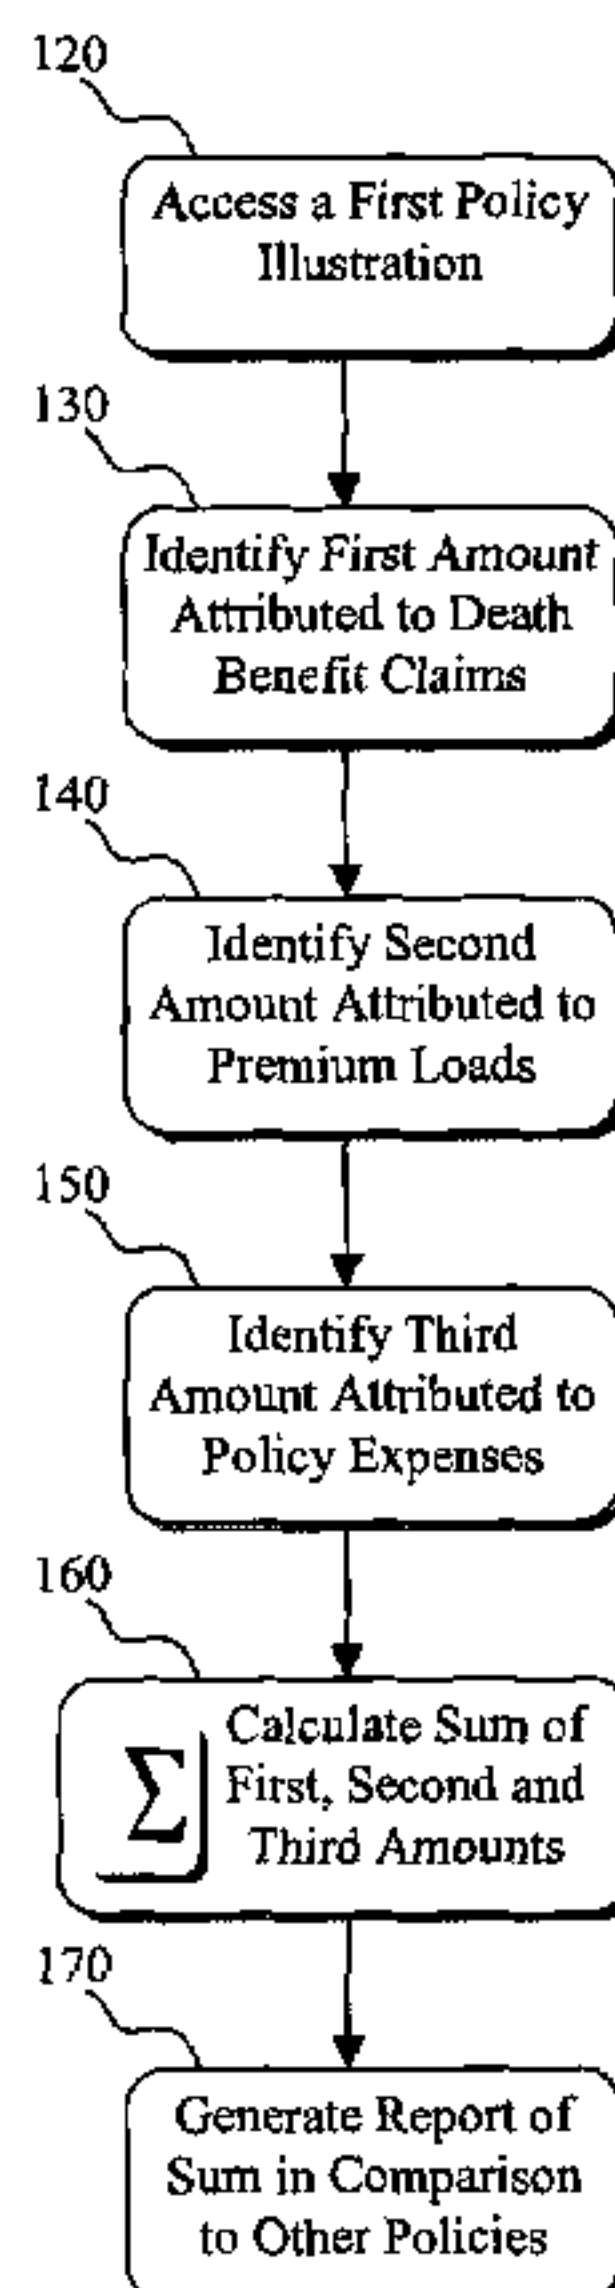 120
Access a First Policy
Illustration
130
Identify First Amount
Attributed to Death
Benefit Claims
140
Identify Second
Amount Attributed to
Premium Loads
150
Identify Third
Amount Attributed to
Policy Expenses
160
Σ
Calculate Sum of
First, Second and
Third Amounts
170
Generate Report of
Sum in Comparison
to Other Policies